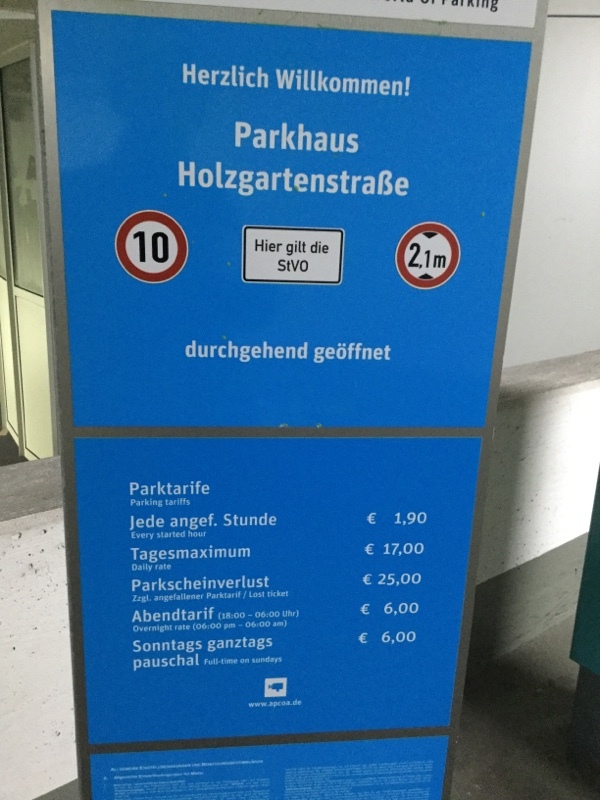 of Parking
Herzlich Willkommen!
Parkhaus
Holzgartenstraße
10
Hier gilt die
StVO
2,1m
durchgehend geöffnet
Parktarife
Parking tariffs
Jede angef. Stunde € 1,90
Every started hour
Tagesmaximum € 17,00
Daily rate
Parkscheinverlust € 25,00
Zzgl. angefallener Parktarif / Lost ticket
Abendtarif (18:00 – 06:00 Uhr) € 6,00
Overnight rate (06:00 pm – 06:00 am)
Sonntags ganztags € 6,00
pauschal Full-time on sundays
www.apcoa.de